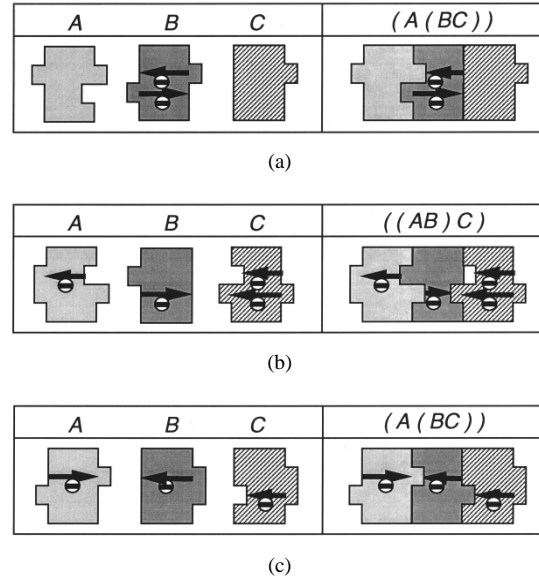 A B C ( A ( BC ) )
(a)
A B C ( ( AB ) C )
(b)
A B C ( A ( BC ) )
(c)